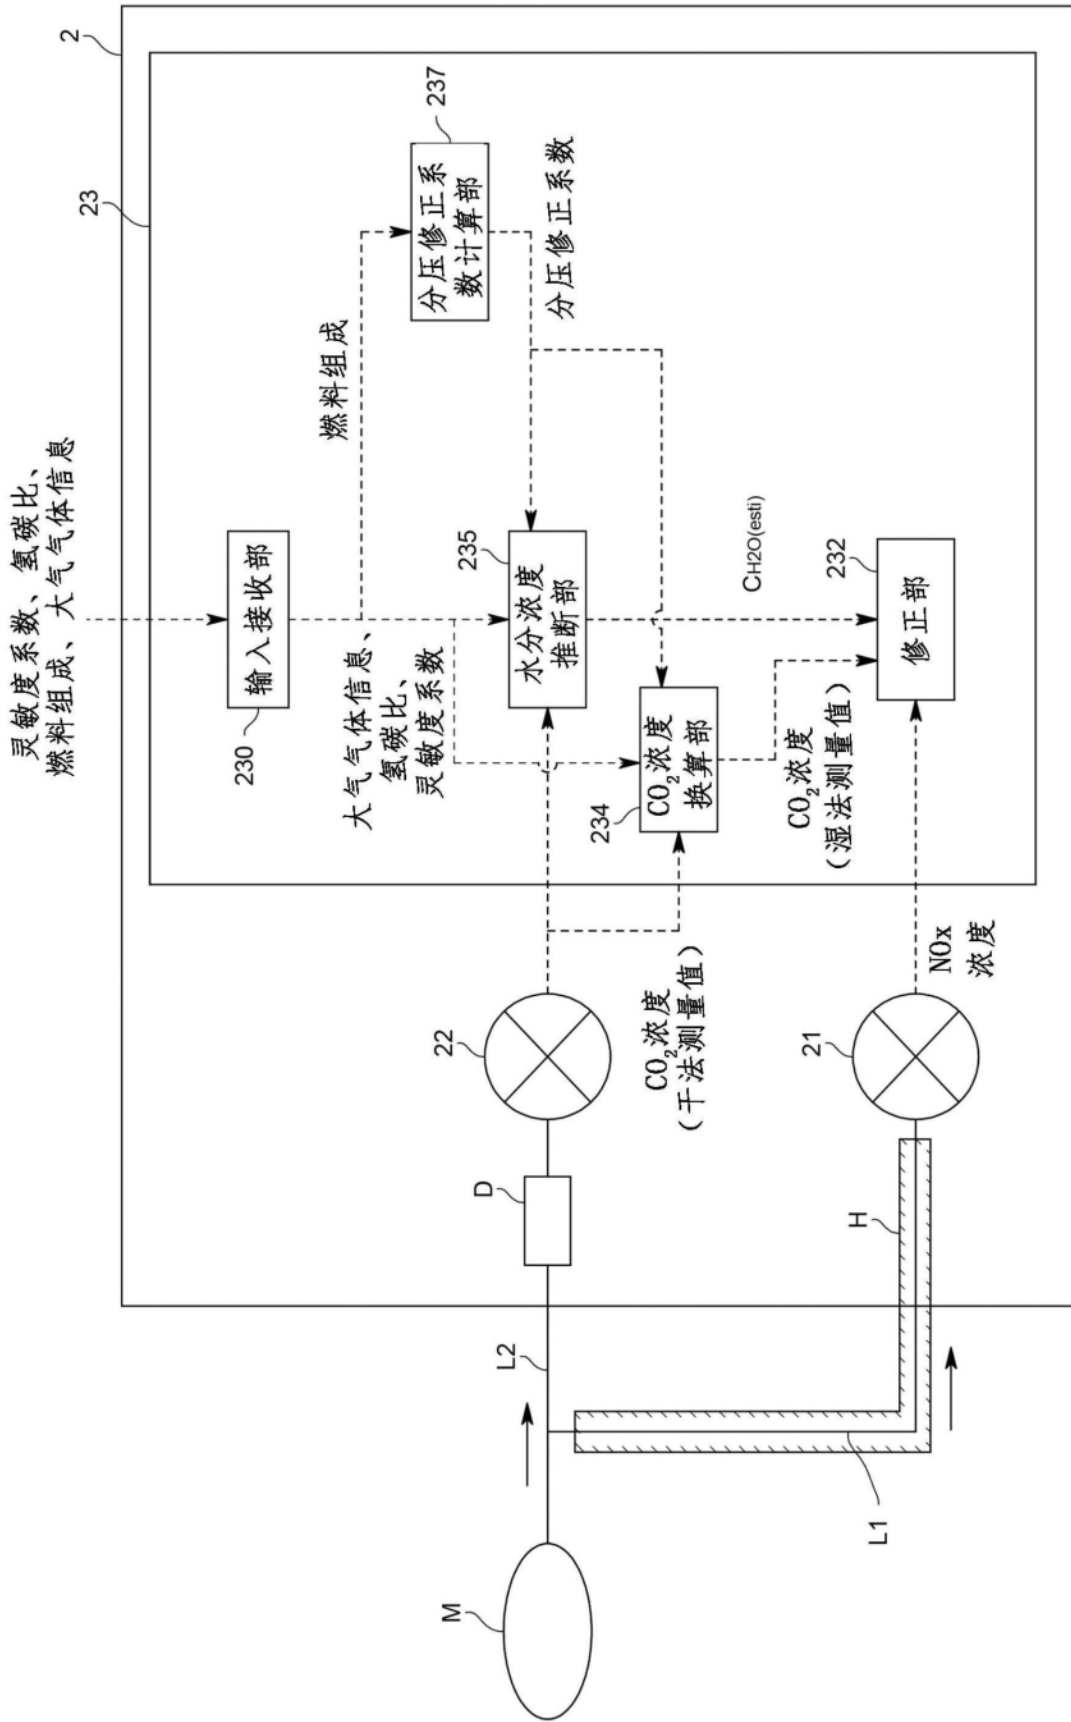 灵敏度系数、氢碳比、
燃料组成、大气气体信息
2
23
230
输入接收部
燃料组成
237
分压修正系
数计算部
分压修正系数
大气气体信息、
氢碳比、
灵敏度系数
235
水分浓度
推断部
234
CO₂浓度
换算部
CH2O(esti)
CO₂浓度
(湿法测量值)
232
修正部
22
CO₂浓度
(干法测量值)
21
NOx
浓度
D
H
L2
L1
M